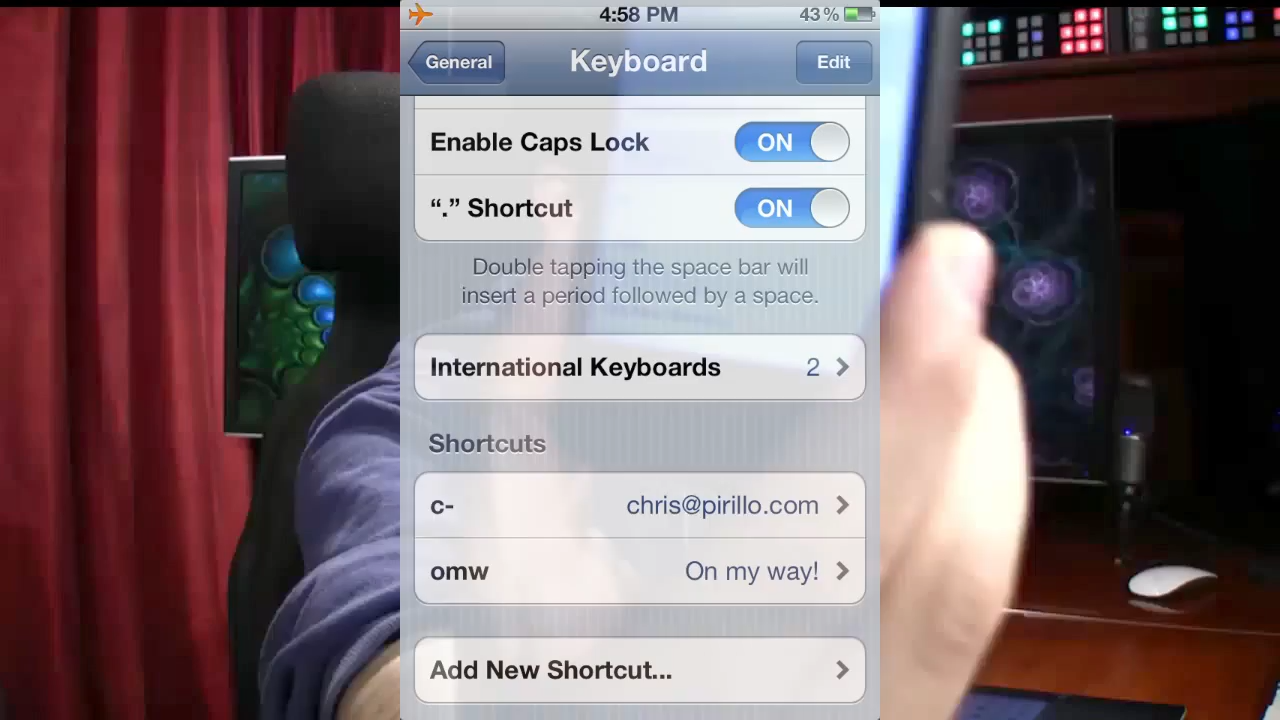 4:58 PM 43%
General Keyboard Edit
Enable Caps Lock ON
“.” Shortcut ON
Double tapping the space bar will
insert a period followed by a space.
International Keyboards 2
Shortcuts
c- chris@pirillo.com
omw On my way!
Add New Shortcut...